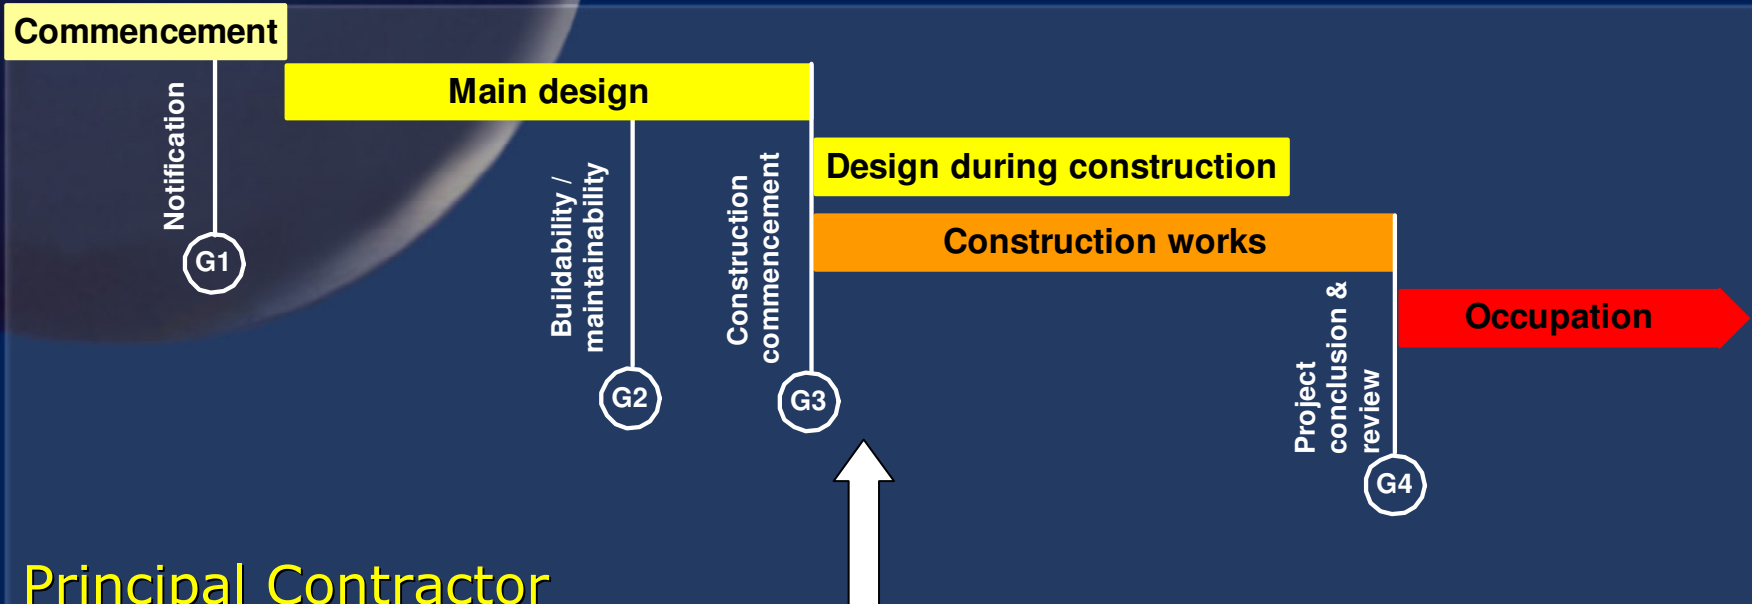 Commencement
Notification
G1
Main design
Buildability /
maintainability
G2
Construction
commencement
G3
Design during construction
Construction works
Project
conclusion &
review
G4
Occupation
Principal Contractor